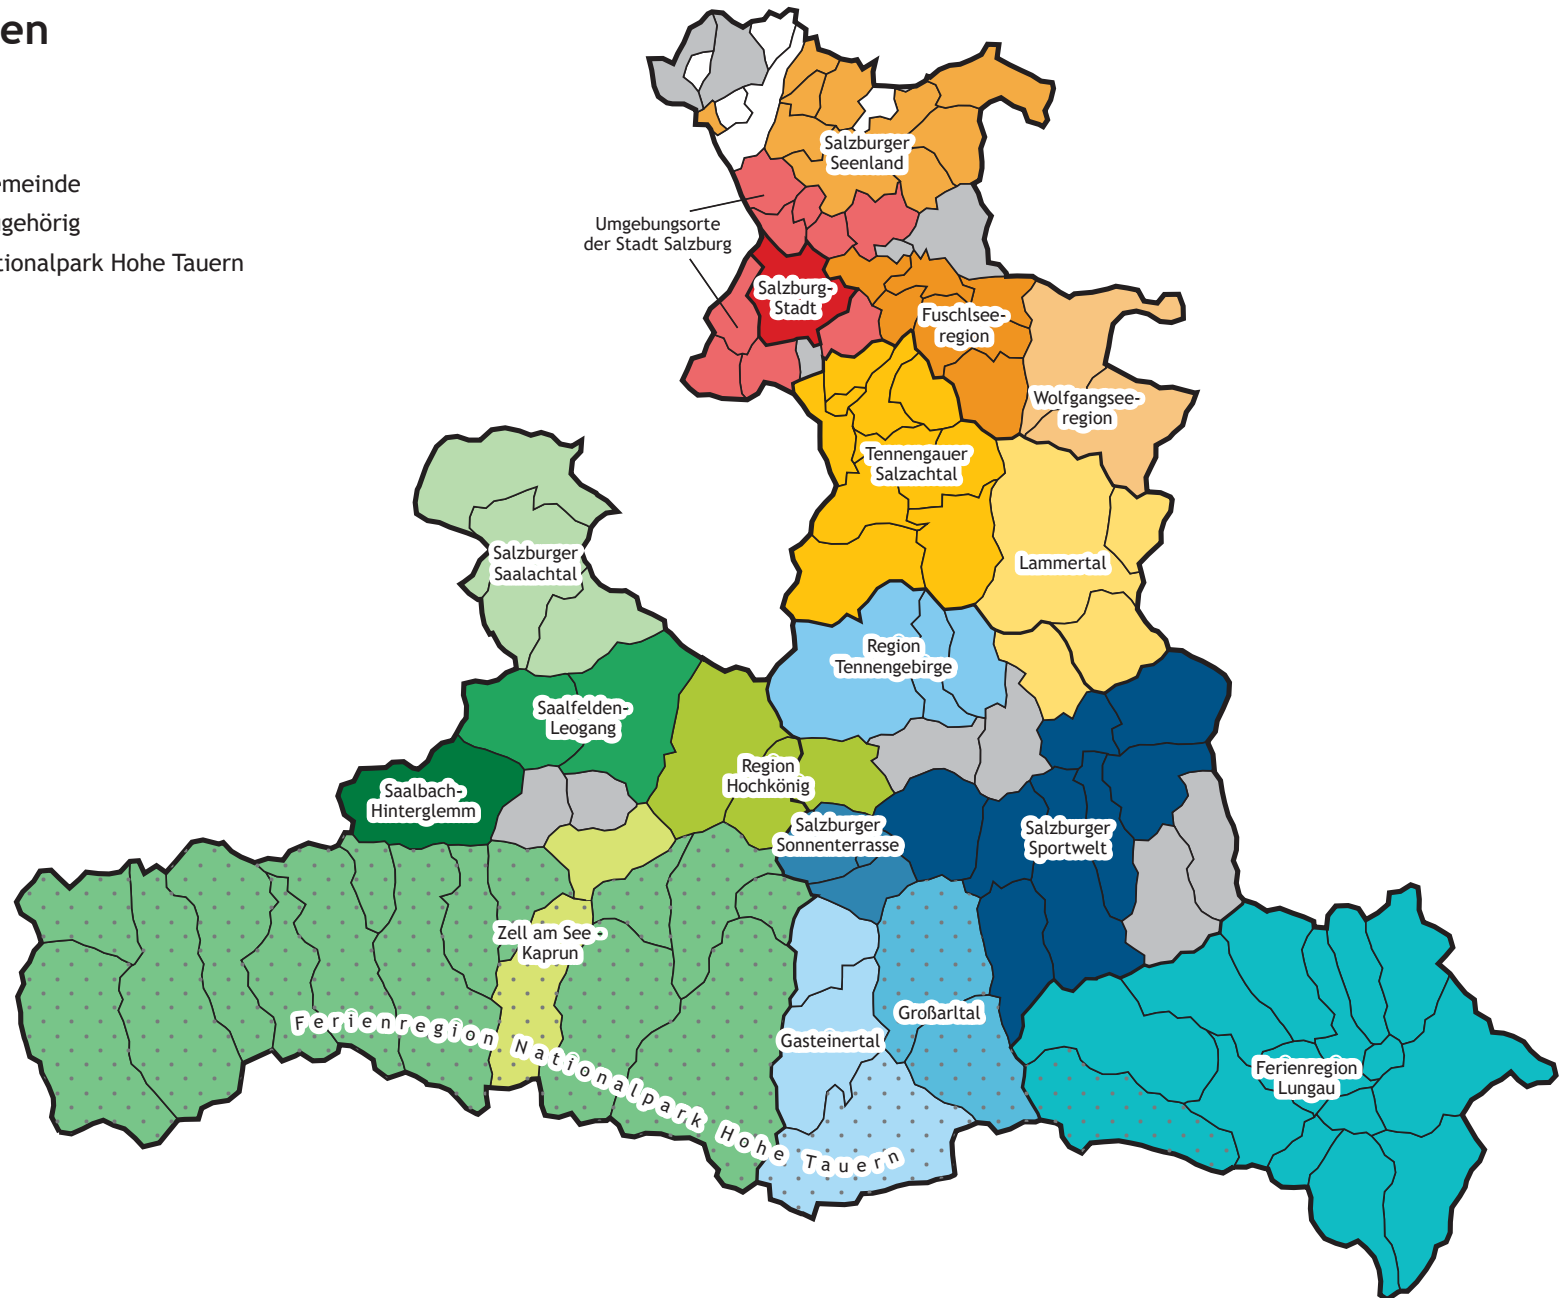 en
emeinde
gehörig
tionalpark Hohe Tauern
Salzburger
Seenland
Umgebungsorte
der Stadt Salzburg
Salzburg-
Stadt
Fuschlsee-
region
Wolfgangsee-
region
Tennengauer
Salzachtal
Lammertal
Salzburger
Saalachtal
Region
Tennengebirge
Saalfelden-
Leogang
Region
Hochkönig
Saalbach-
Hinterglemm
Salzburger
Sonnenterrasse
Salzburger
Sportwelt
Zell am See -
Kaprun
Großarltal
Gasteinertal
Ferienregion Nationalpark Hohe Tauern
Ferienregion
Lungau